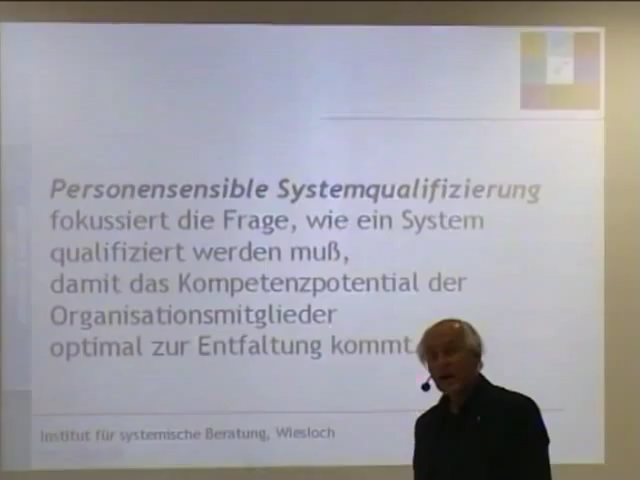 Personensensible Systemqualifizierung
fokussiert die Frage, wie ein System
qualifiziert werden muß,
damit das Kompetenzpotential der
Organisationsmitglieder
optimal zur Entfaltung kommt.
Institut für systemische Beratung, Wiesloch